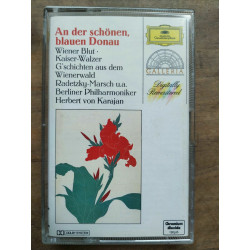 An der schönen,
blauen Donau
Wiener Blut ·
Kaiser-Walzer
G'schichten aus dem
Wienerwald
Radetzky-Marsch u.a.
Berliner Philharmoniker
Herbert von Karajan
GALLERIA
Digitally
Remastered